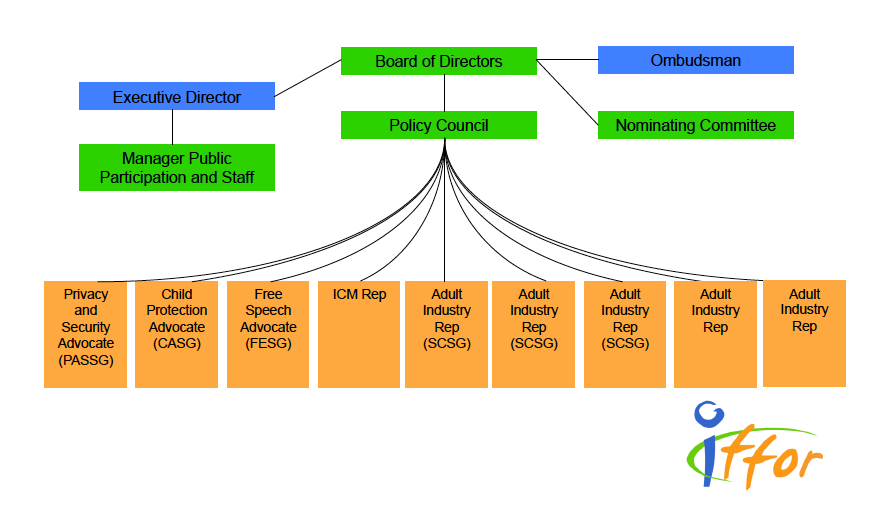 Board of Directors
Ombudsman
Executive Director
Policy Council
Nominating Committee
Manager Public
Participation and Staff
Privacy
and
Security
Advocate
(PASSG)
Child
Protection
Advocate
(CASG)
Free
Speech
Advocate
(FESG)
ICM Rep
Adult
Industry
Rep
(SCSG)
Adult
Industry
Rep
(SCSG)
Adult
Industry
Rep
(SCSG)
Adult
Industry
Rep
Adult
Industry
Rep
iffor